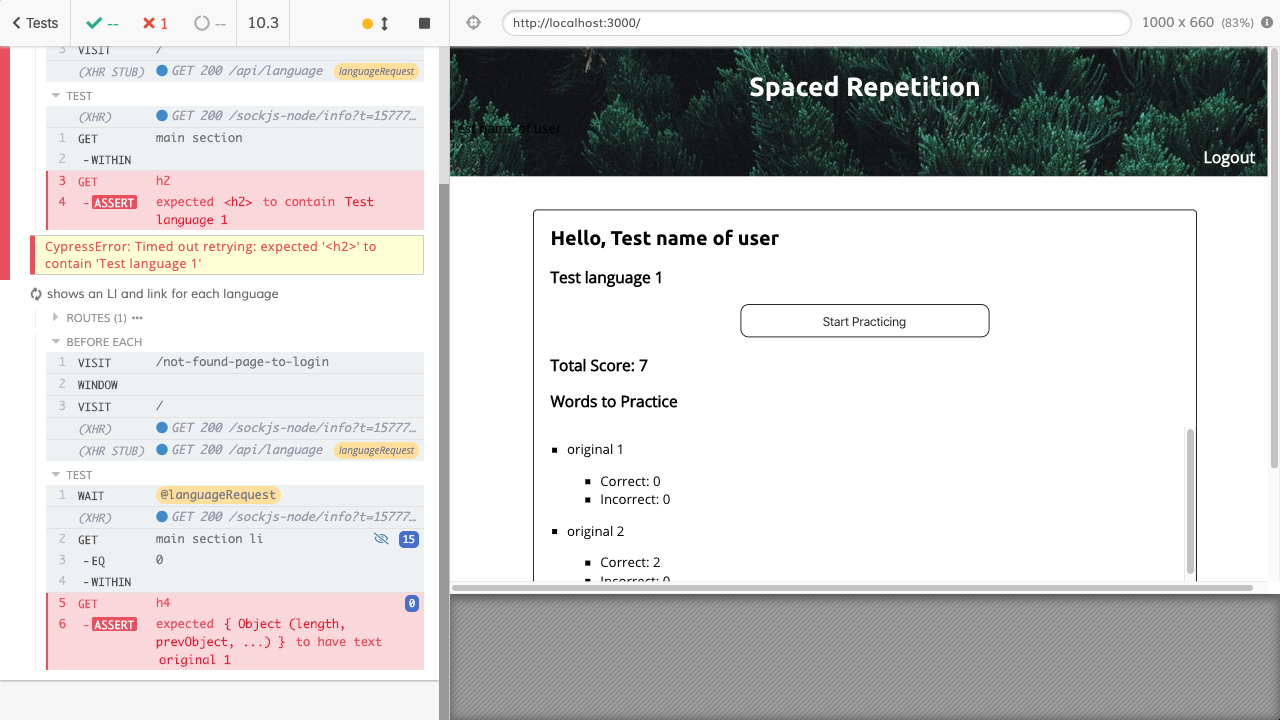 Tests
--
1
--
10.3
http://localhost:3000/
1000 x 660 (83%)
3 VISIT /
(XHR STUB) GET 200 /api/language languageRequest
TEST
(XHR) GET 200 /sockjs-node/info?t=15777…
1 GET main section
2 -WITHIN
3 GET h2
4 -ASSERT expected <h2> to contain Test
language 1
CypressError: Timed out retrying: expected '<h2>' to
contain 'Test language 1'
shows an LI and link for each language
ROUTES (1) •••
BEFORE EACH
1 VISIT /not-found-page-to-login
2 WINDOW
3 VISIT /
(XHR) GET 200 /sockjs-node/info?t=15777…
(XHR STUB) GET 200 /api/language languageRequest
TEST
1 WAIT @languageRequest
(XHR) GET 200 /sockjs-node/info?t=15777…
2 GET main section li 15
3 -EQ 0
4 -WITHIN
5 GET h4 0
6 -ASSERT expected { Object (length,
prevObject, ...) } to have text
original 1
Spaced Repetition
Test name of user
Logout
Hello, Test name of user
Test language 1
Start Practicing
Total Score: 7
Words to Practice
original 1
Correct: 0
Incorrect: 0
original 2
Correct: 2
Incorrect: 0